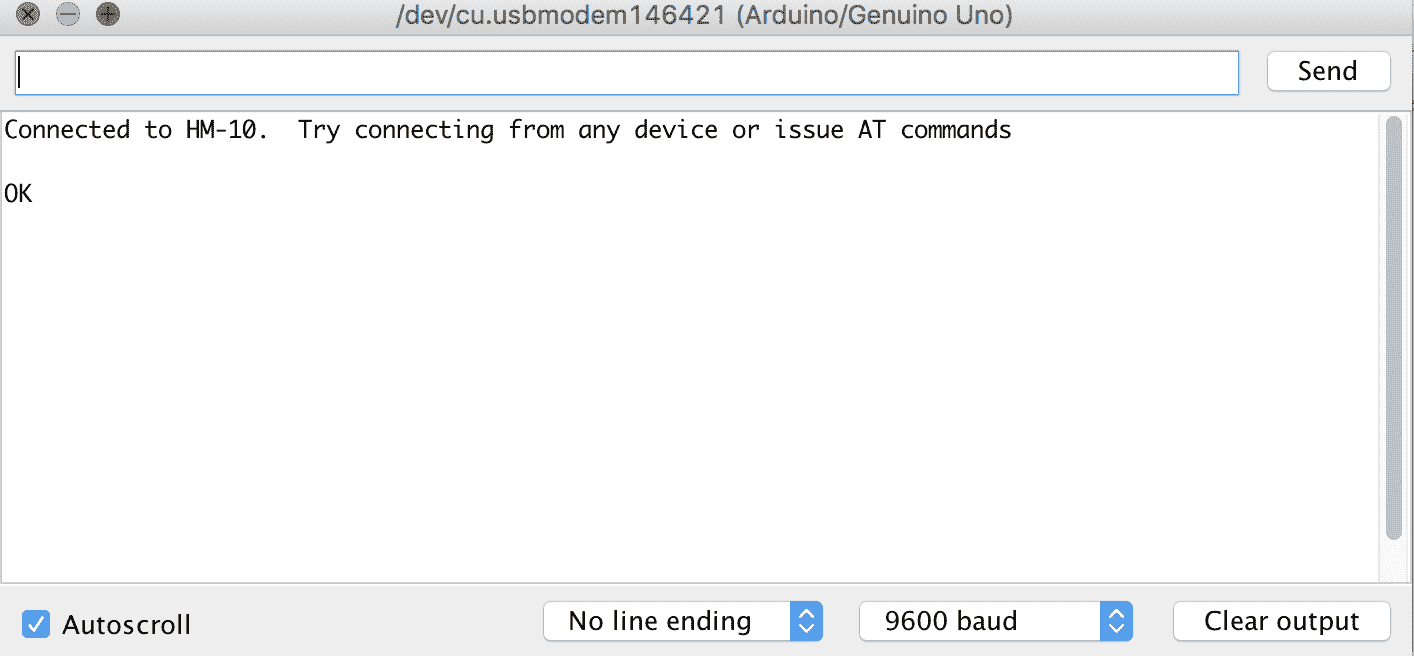 /dev/cu.usbmodem146421 (Arduino/Genuino Uno)
Send
Connected to HM-10.  Try connecting from any device or issue AT commands
OK
Autoscroll
No line ending
9600 baud
Clear output